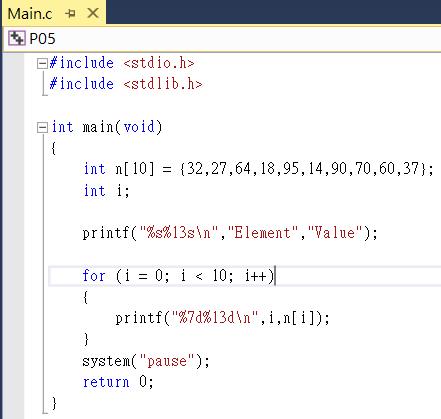 Main.c
P05
#include <stdio.h>
#include <stdlib.h>
int main(void)
{
int n[10] = {32,27,64,18,95,14,90,70,60,37};
int i;
printf("%s%13s\n","Element","Value");
for (i = 0; i < 10; i++)
{
printf("%7d%13d\n",i,n[i]);
}
system("pause");
return 0;
}